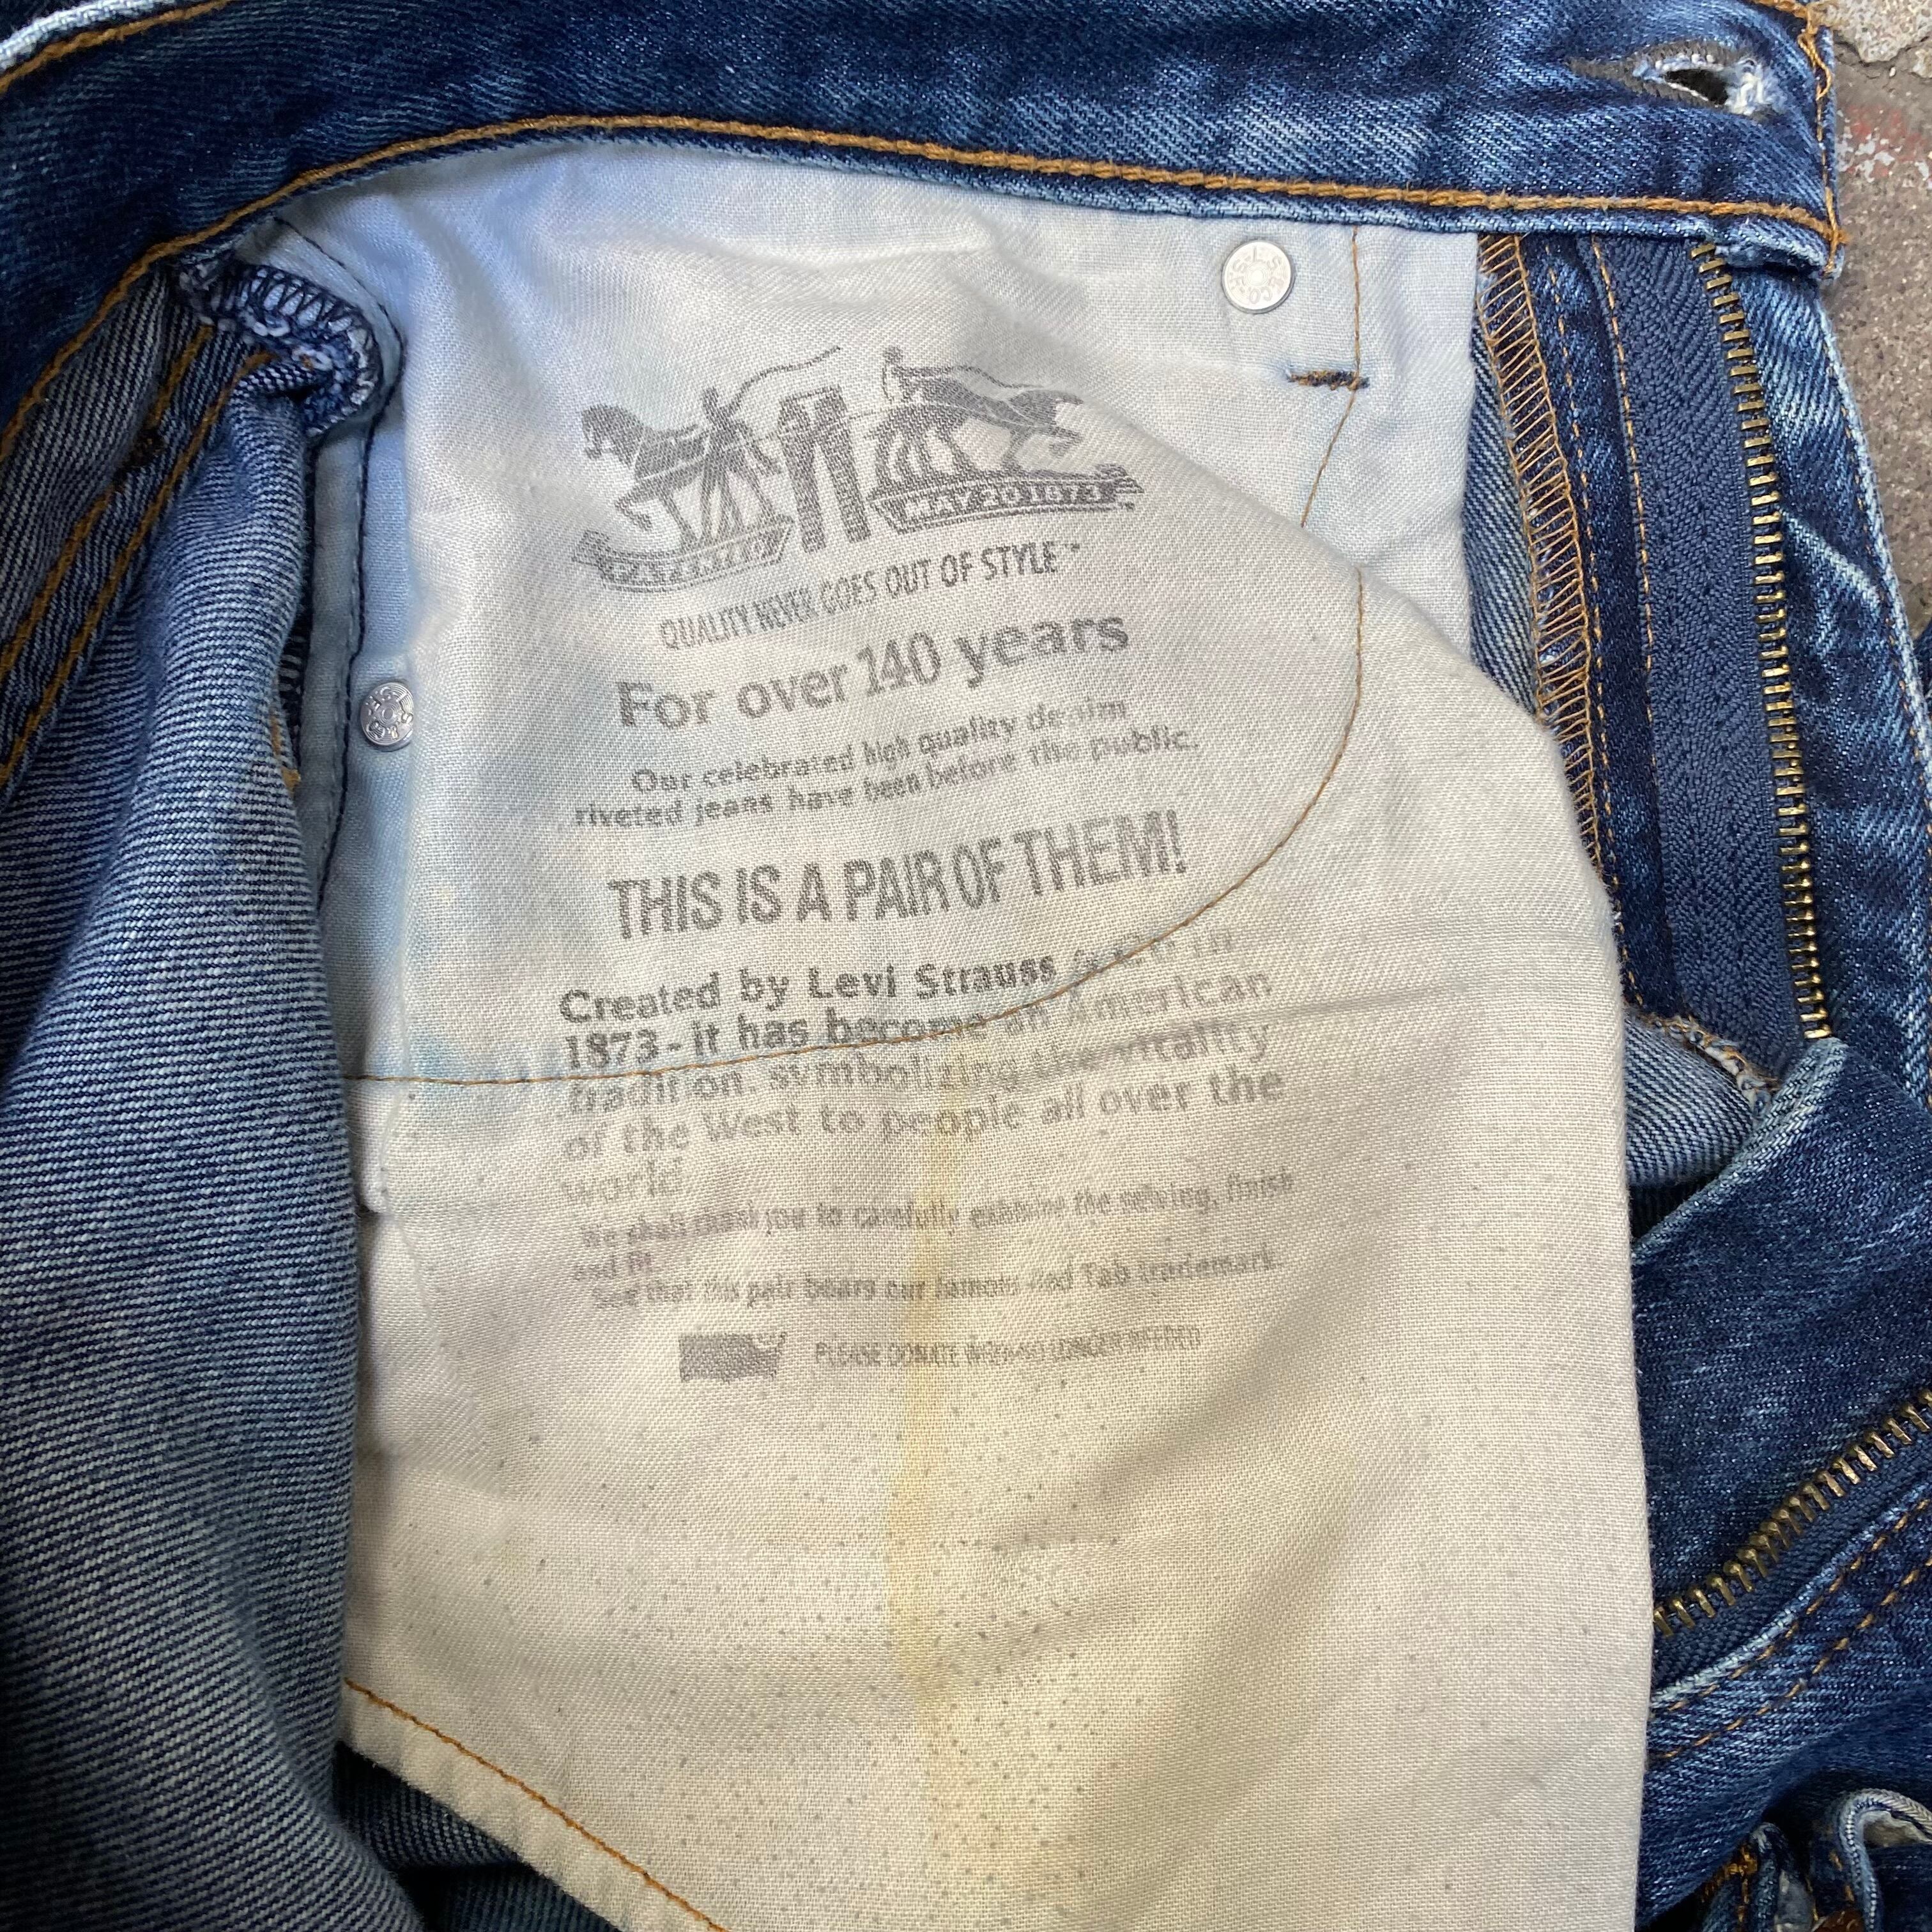 MAY 20 1873
QUALITY NEVER GOES OUT OF STYLE™
For over 140 years
Our celebrated high quality denim
riveted jeans have been before the public.
THIS IS A PAIR OF THEM!
Created by Levi Strauss & Co. in
1873 - it has become an American
tradition, symbolizing the vitality
of the West to people all over the
world.
We shall thank you to carefully examine the sewing, finish
and fit.
See that this pair bears our famous Red Tab trademark.
PLEASE DONATE WHEN NO LONGER NEEDED